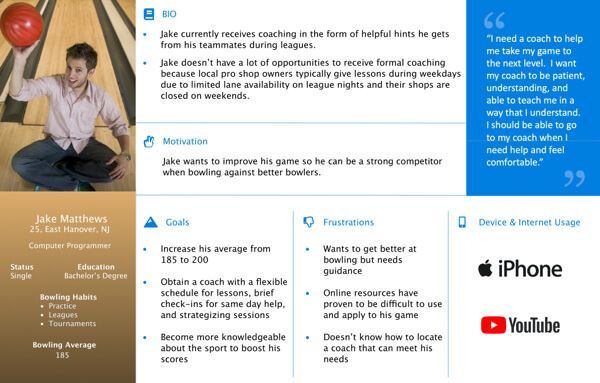 BIO
• Jake currently receives coaching in the form of helpful hints he gets
from his teammates during leagues.
• Jake doesn't have a lot of opportunities to receive formal coaching
because local pro shop owners typically give lessons during weekdays
due to limited lane availability on league nights and their shops are
closed on weekends.
Motivation
Jake wants to improve his game so he can be a strong competitor
when bowling against better bowlers.
“
“I need a coach to help
me take my game to
the next level.  I want
my coach to be patient,
understanding, and
able to teach me in a
way that I understand.
I should be able to go
to my coach when I
need help and feel
comfortable.”
”
Jake Matthews
25, East Hanover, NJ
Computer Programmer
Status Education
Single Bachelor's Degree
Bowling Habits
• Practice
• Leagues
• Tournaments
Bowling Average
185
Goals
• Increase his average from
185 to 200
• Obtain a coach with a flexible
schedule for lessons, brief
check-ins for same day help,
and strategizing sessions
• Become more knowledgeable
about the sport to boost his
scores
Frustrations
• Wants to get better at
bowling but needs
guidance
• Online resources have
proven to be difficult to use
and apply to his game
• Doesn't know how to locate
a coach that can meet his
needs
Device & Internet Usage
iPhone
YouTube